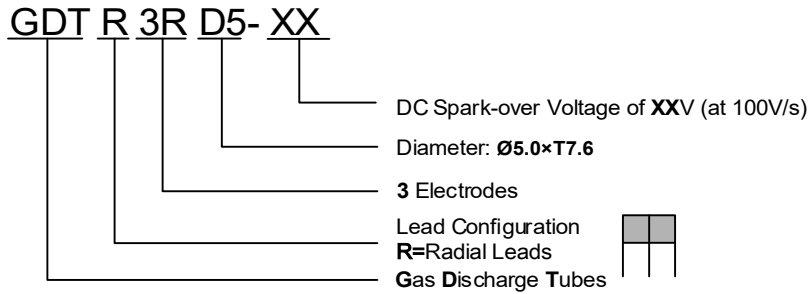 GDT R 3R D5- XX
DC Spark-over Voltage of XXV (at 100V/s)
Diameter: Ø5.0×T7.6
3 Electrodes
Lead Configuration
R=Radial Leads
Gas Discharge Tubes